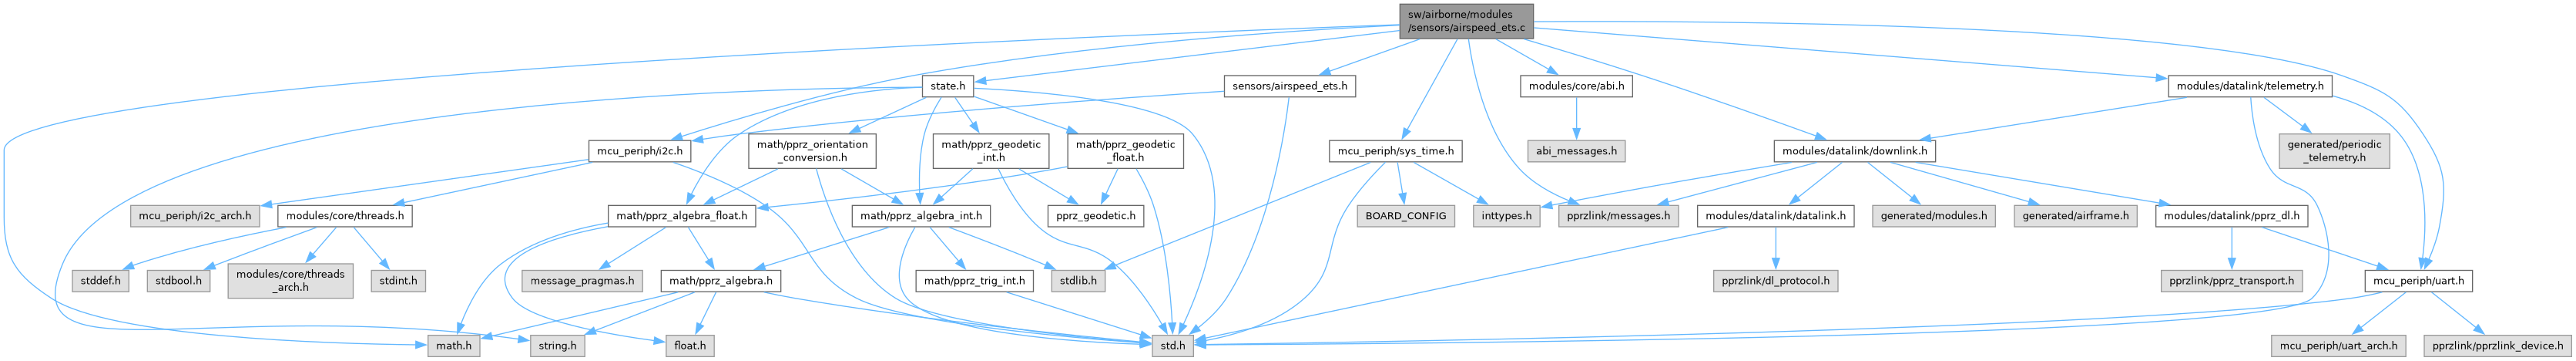 sw/airborne/modules
/sensors/airspeed_ets.c
state.h
sensors/airspeed_ets.h
modules/core/abi.h
modules/datalink/telemetry.h
mcu_periph/i2c.h
math/pprz_orientation
_conversion.h
math/pprz_geodetic
_int.h
math/pprz_geodetic
_float.h
mcu_periph/sys_time.h
abi_messages.h
modules/datalink/downlink.h
generated/periodic
_telemetry.h
mcu_periph/i2c_arch.h
modules/core/threads.h
math/pprz_algebra_float.h
math/pprz_algebra_int.h
pprz_geodetic.h
BOARD_CONFIG
inttypes.h
pprzlink/messages.h
modules/datalink/datalink.h
generated/modules.h
generated/airframe.h
modules/datalink/pprz_dl.h
stddef.h
stdbool.h
modules/core/threads
_arch.h
stdint.h
message_pragmas.h
math/pprz_algebra.h
math/pprz_trig_int.h
stdlib.h
pprzlink/dl_protocol.h
pprzlink/pprz_transport.h
mcu_periph/uart.h
math.h
string.h
float.h
std.h
mcu_periph/uart_arch.h
pprzlink/pprzlink_device.h